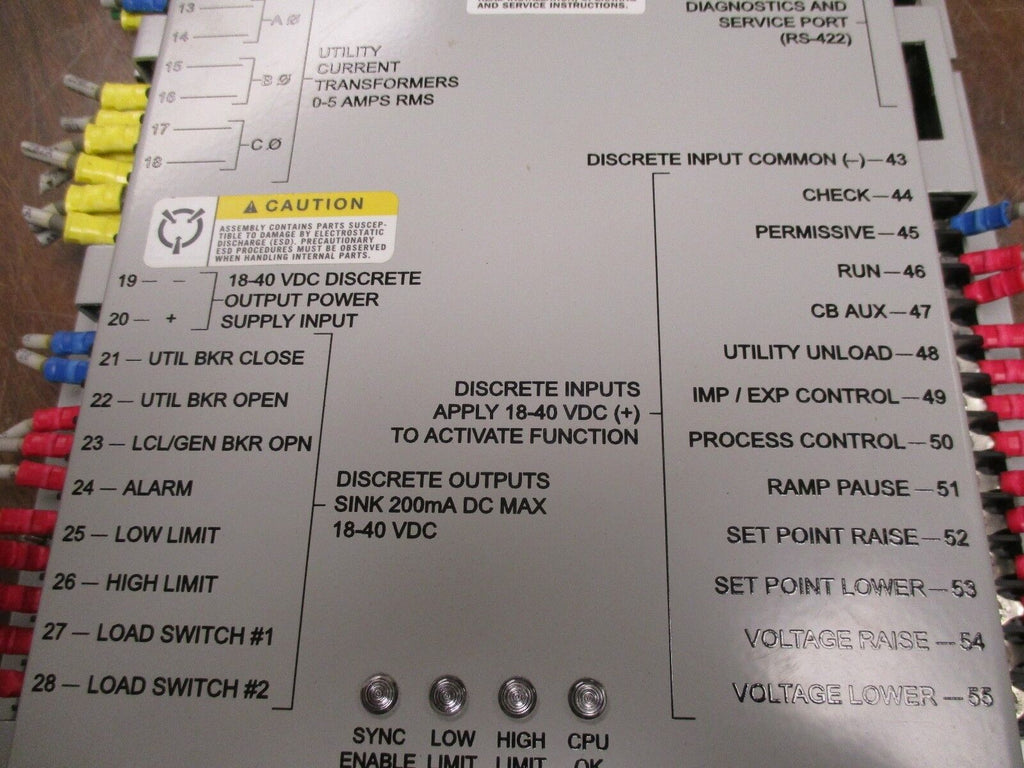 AND SERVICE INSTRUCTIONS.
DIAGNOSTICS AND
SERVICE PORT
(RS-422)
13
A Ø
14
15
B Ø
16
17
C Ø
18
UTILITY
CURRENT
TRANSFORMERS
0-5 AMPS RMS
CAUTION
ASSEMBLY CONTAINS PARTS SUSCEP-
TIBLE TO DAMAGE BY ELECTROSTATIC
DISCHARGE (ESD). PRECAUTIONARY
ESD PROCEDURES MUST BE OBSERVED
WHEN HANDLING INTERNAL PARTS.
19 — –
20 — +
18-40 VDC DISCRETE
OUTPUT POWER
SUPPLY INPUT
21 — UTIL BKR CLOSE
22 — UTIL BKR OPEN
23 — LCL/GEN BKR OPN
24 — ALARM
25 — LOW LIMIT
26 — HIGH LIMIT
27 — LOAD SWITCH #1
28 — LOAD SWITCH #2
DISCRETE OUTPUTS
SINK 200mA DC MAX
18-40 VDC
DISCRETE INPUTS
APPLY 18-40 VDC (+)
TO ACTIVATE FUNCTION
DISCRETE INPUT COMMON (–) — 43
CHECK — 44
PERMISSIVE — 45
RUN — 46
CB AUX — 47
UTILITY UNLOAD — 48
IMP / EXP CONTROL — 49
PROCESS CONTROL — 50
RAMP PAUSE — 51
SET POINT RAISE — 52
SET POINT LOWER — 53
VOLTAGE RAISE — 54
VOLTAGE LOWER — 55
SYNC
ENABLE
LOW
LIMIT
HIGH
LIMIT
CPU
OK